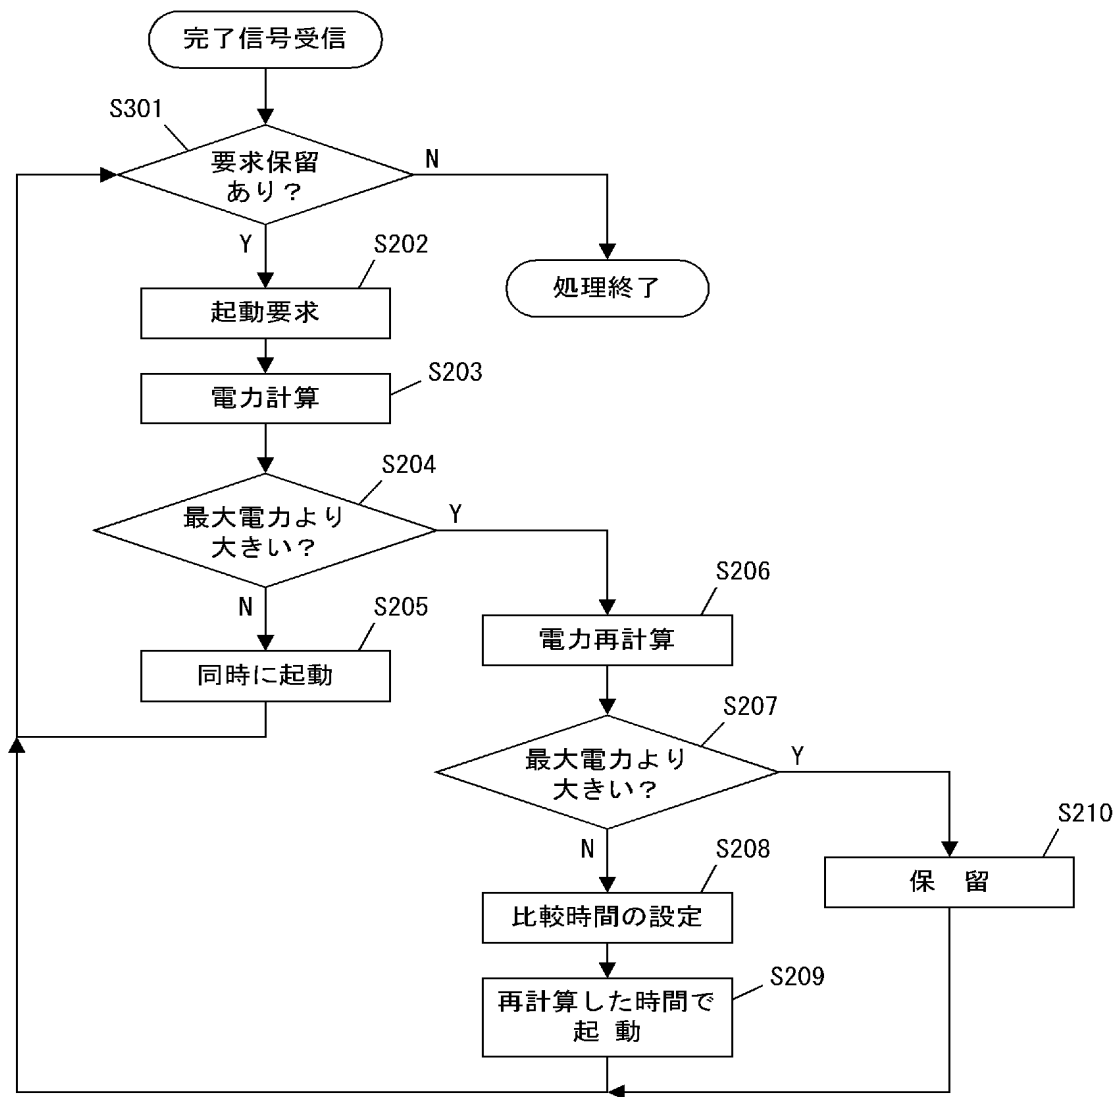 完了信号受信
S301
要求保留
あり?
N
Y
S202
起動要求
処理終了
S203
電力計算
S204
最大電力より
大きい?
Y
N
S205
同時に起動
S206
電力再計算
S207
最大電力より
大きい?
Y
N
S210
保 留
S208
比較時間の設定
S209
再計算した時間で
起 動